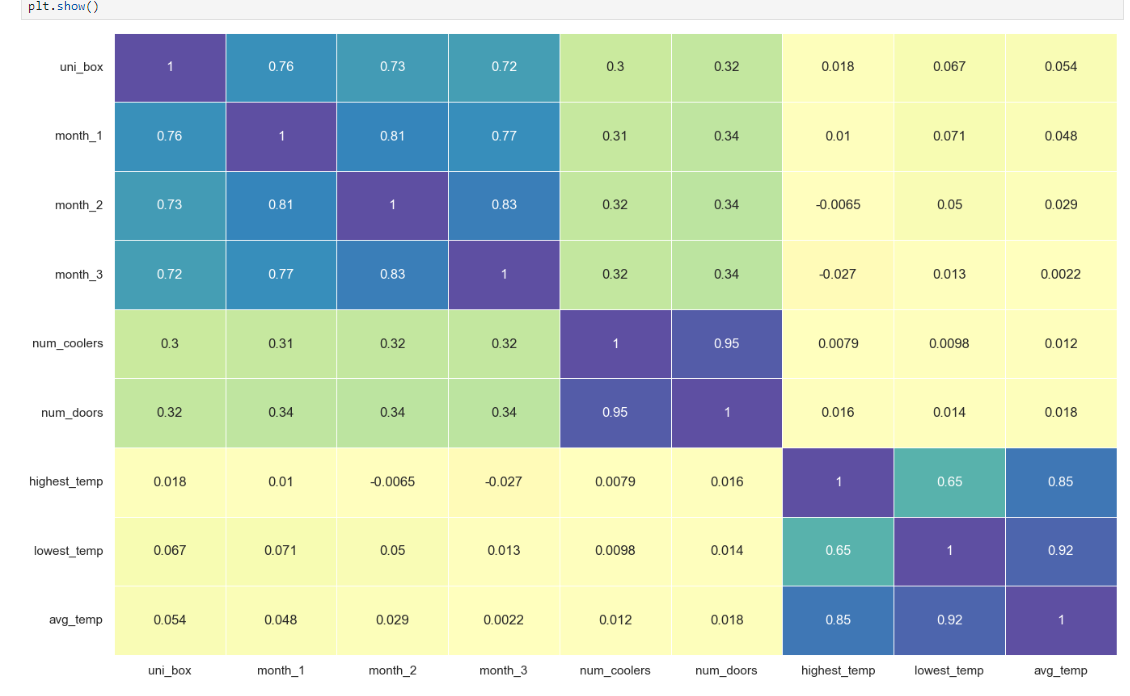 plt.show()
uni_box 1 0.76 0.73 0.72 0.3 0.32 0.018 0.067 0.054
month_1 0.76 1 0.81 0.77 0.31 0.34 0.01 0.071 0.048
month_2 0.73 0.81 1 0.83 0.32 0.34 -0.0065 0.05 0.029
month_3 0.72 0.77 0.83 1 0.32 0.34 -0.027 0.013 0.0022
num_coolers 0.3 0.31 0.32 0.32 1 0.95 0.0079 0.0098 0.012
num_doors 0.32 0.34 0.34 0.34 0.95 1 0.016 0.014 0.018
highest_temp 0.018 0.01 -0.0065 -0.027 0.0079 0.016 1 0.65 0.85
lowest_temp 0.067 0.071 0.05 0.013 0.0098 0.014 0.65 1 0.92
avg_temp 0.054 0.048 0.029 0.0022 0.012 0.018 0.85 0.92 1
uni_box month_1 month_2 month_3 num_coolers num_doors highest_temp lowest_temp avg_temp